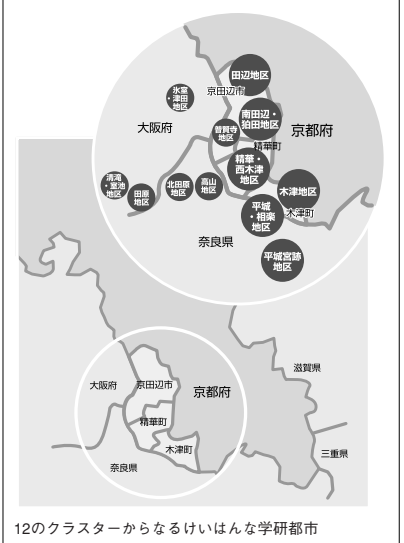 田辺地区
京田辺市
氷室
・津田
地区
大阪府
南田辺・
狛田地区
普賢寺
地区
京都府
精華町
精華・
西木津
地区
清滝
・室池
地区
田原
地区
北田原
地区
高山
地区
木津地区
木津町
平城
・相楽
地区
奈良県
平城宮跡
地区
滋賀県
大阪府
京田辺市
京都府
精華町
木津町
奈良県
三重県
12のクラスターからなるけいはんな学研都市